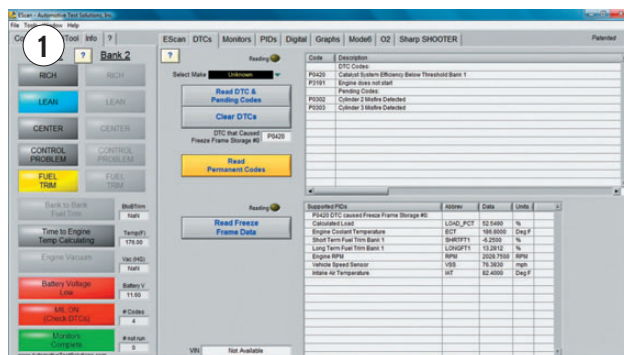 EScan - Automotive Test Solutions, Inc.
File Tools Window Help
Tool Info ?
EScan DTCs Monitors PIDs Digital Graphs Mode6 O2 Sharp SHOOTER Patented
1
? Bank 2
RICH RICH
LEAN LEAN
CENTER CENTER
CONTROL PROBLEM CONTROL PROBLEM
FUEL TRIM FUEL TRIM
Bank to Bank Fuel Trim BtoBTrim
NaN
Time to Engine Temp Calculating Temp(F)
176.00
Engine Vacuum Vac (HG)
NaN
Battery Voltage Low Battery V
11.60
MIL ON (Check DTCs) # Codes
4
Monitors Complete # not run
0
? Reading
Select Make Unknown
Read DTC & Pending Codes
Clear DTCs
DTC that Caused Freeze Frame Storage #0 P0420
Read Permanent Codes
Reading
Read Freeze Frame Data
VIN Not Available
Code Description
DTC Codes:
P0420 Catalyst System Efficiency Below Threshold Bank 1
P3191 Engine does not start
Pending Codes:
P0302 Cylinder 2 Misfire Detected
P0303 Cylinder 3 Misfire Detected
Supported PIDs Abbrev Data Units
P0420 DTC caused Freeze Frame Storage #0:
Calculated Load LOAD_PCT 52.5490 %
Engine Coolant Temperature ECT 186.8000 Deg F
Short Term Fuel Trim Bank 1 SHRTFT1 -6.2500 %
Long Term Fuel Trim Bank 1 LONGFT1 13.2812 %
Engine RPM RPM 2028.7500 RPM
Vehicle Speed Sensor VSS 76.3830 mph
Intake Air Temperature IAT 82.4000 Deg F